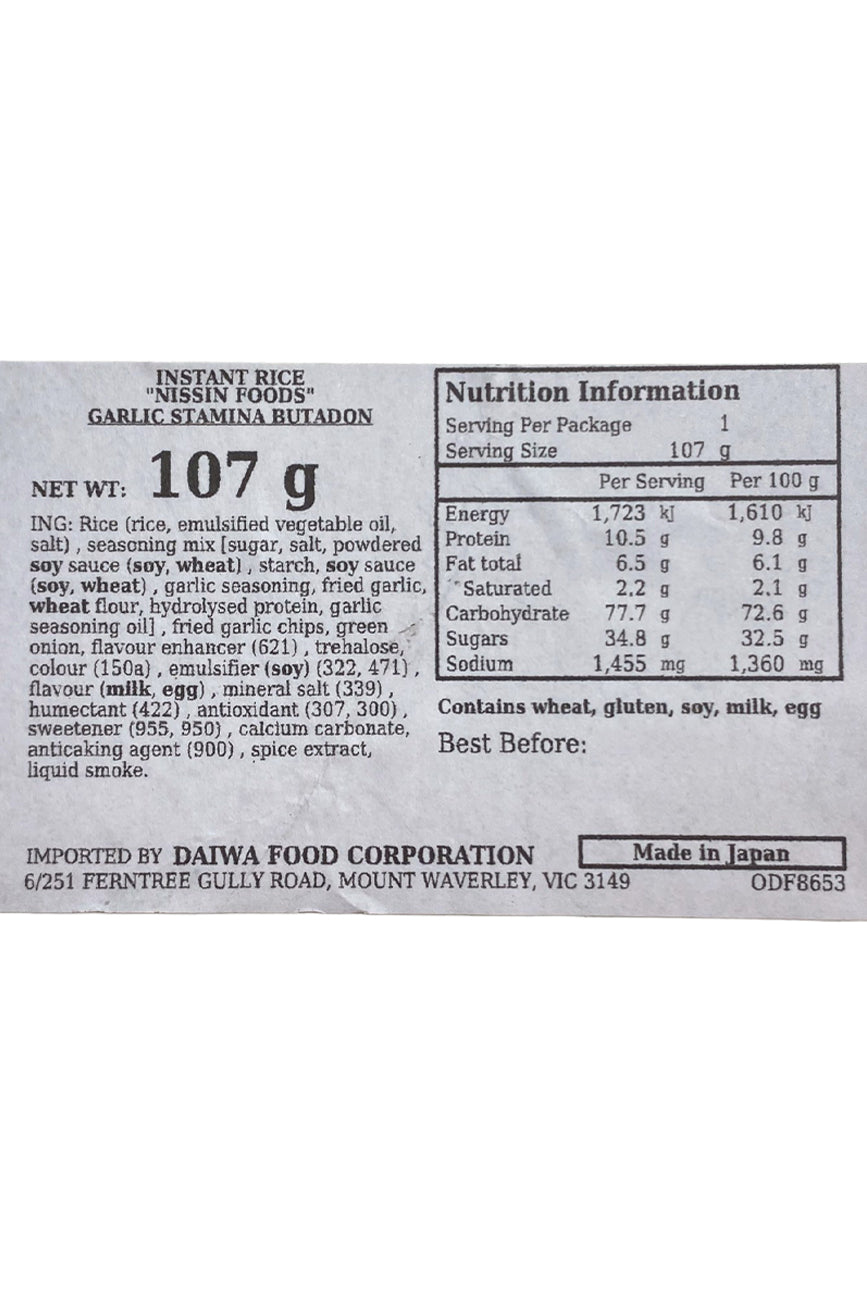 INSTANT RICE
"NISSIN FOODS"
GARLIC STAMINA BUTADON
NET WT: 107 g
ING: Rice (rice, emulsified vegetable oil,
salt) , seasoning mix [sugar, salt, powdered
soy sauce (soy, wheat) , starch, soy sauce
(soy, wheat) , garlic seasoning, fried garlic,
wheat flour, hydrolysed protein, garlic
seasoning oil] , fried garlic chips, green
onion, flavour enhancer (621) , trehalose,
colour (150a) , emulsifier (soy) (322, 471) ,
flavour (milk, egg) , mineral salt (339) ,
humectant (422) , antioxidant (307, 300) ,
sweetener (955, 950) , calcium carbonate,
anticaking agent (900) , spice extract,
liquid smoke.
Nutrition Information
Serving Per Package 1
Serving Size 107 g
Per Serving Per 100 g
Energy 1,723 kJ 1,610 kJ
Protein 10.5 g 9.8 g
Fat total 6.5 g 6.1 g
Saturated 2.2 g 2.1 g
Carbohydrate 77.7 g 72.6 g
Sugars 34.8 g 32.5 g
Sodium 1,455 mg 1,360 mg
Contains wheat, gluten, soy, milk, egg
Best Before:
IMPORTED BY DAIWA FOOD CORPORATION
6/251 FERNTREE GULLY ROAD, MOUNT WAVERLEY, VIC 3149
Made in Japan
ODF8653